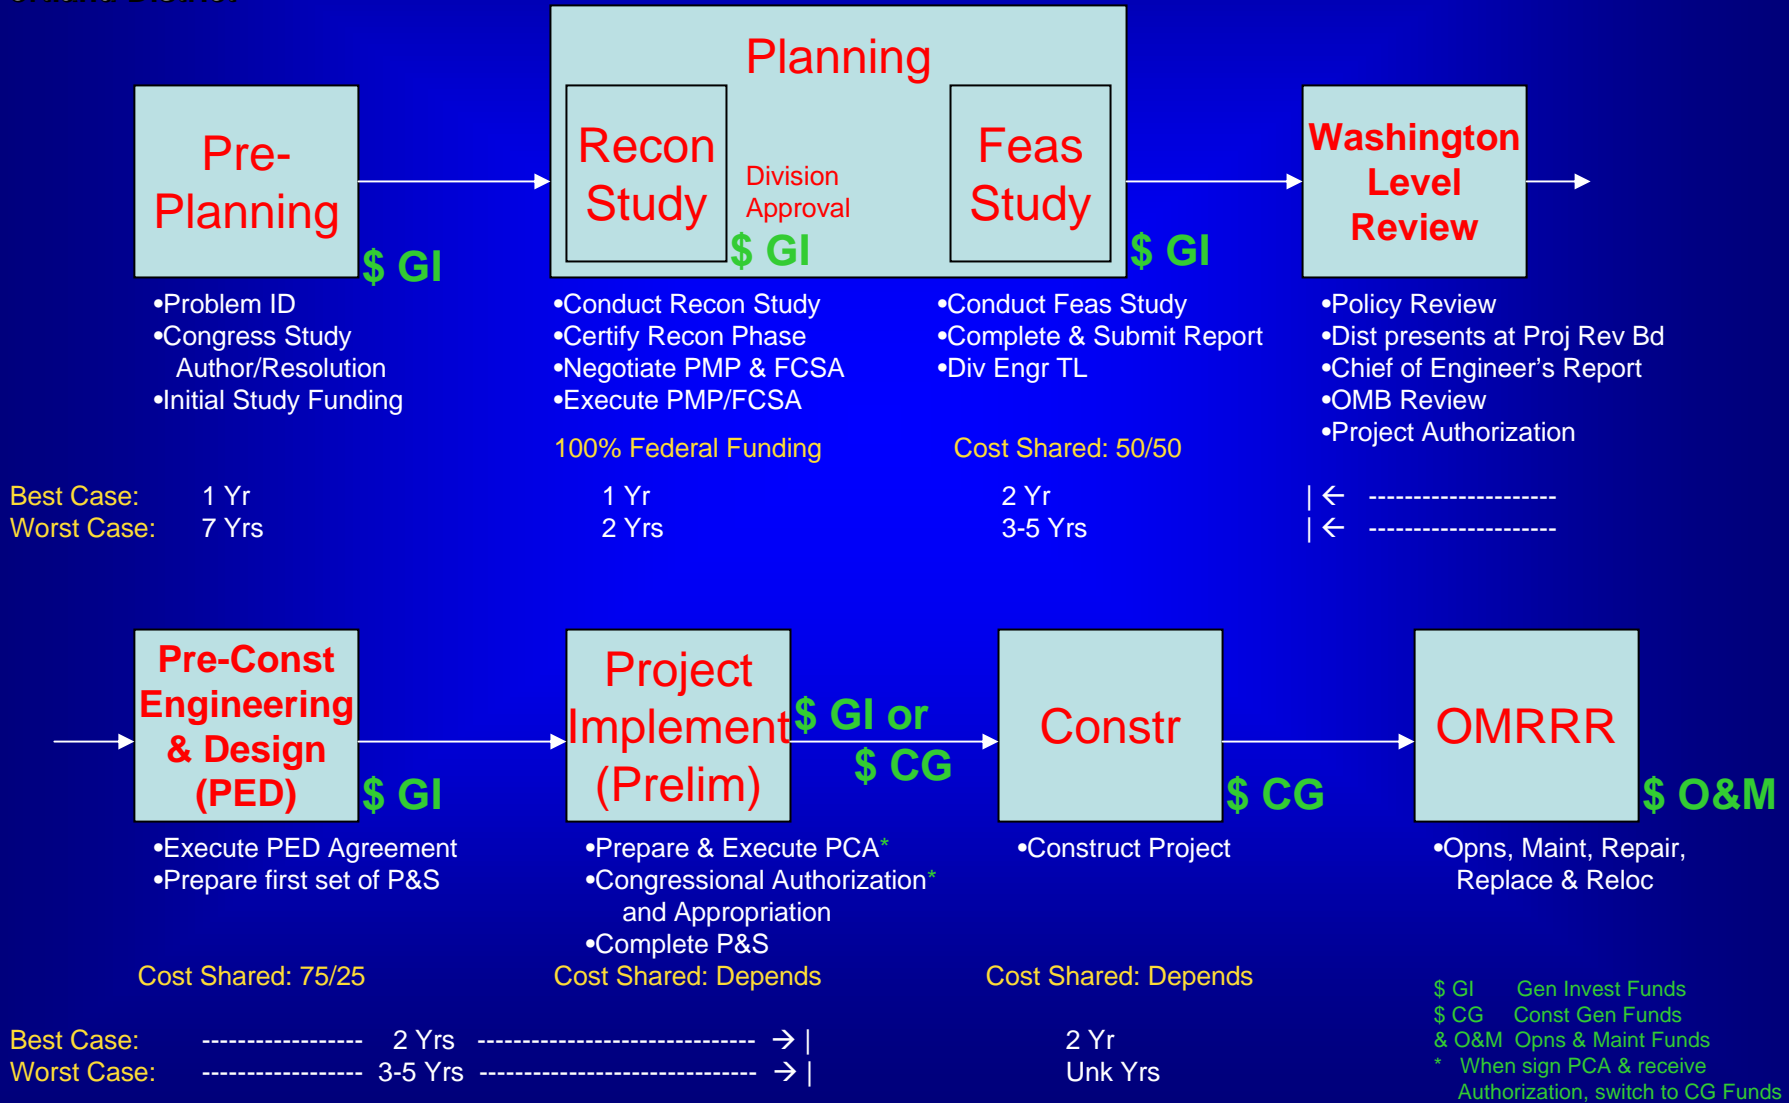 Planning
Pre-
Planning
$ GI
Recon
Study
Division
Approval
$ GI
Feas
Study
$ GI
Washington
Level
Review
•Problem ID
•Congress Study
Author/Resolution
•Initial Study Funding
•Conduct Recon Study
•Certify Recon Phase
•Negotiate PMP & FCSA
•Execute PMP/FCSA
•Conduct Feas Study
•Complete & Submit Report
•Div Engr TL
•Policy Review
•Dist presents at Proj Rev Bd
•Chief of Engineer's Report
•OMB Review
•Project Authorization
100% Federal Funding
Cost Shared: 50/50
Best Case: 1 Yr 1 Yr 2 Yr | ← ---------------------
Worst Case: 7 Yrs 2 Yrs 3-5 Yrs | ← ---------------------
Pre-Const
Engineering
& Design
(PED)
$ GI
Project
Implement
(Prelim)
$ GI or
$ CG
Constr
$ CG
OMRRR
$ O&M
•Execute PED Agreement
•Prepare first set of P&S
•Prepare & Execute PCA*
•Congressional Authorization*
and Appropriation
•Complete P&S
•Construct Project
•Opns, Maint, Repair,
Replace & Reloc
Cost Shared: 75/25
Cost Shared: Depends
Cost Shared: Depends
Best Case: ------------------ 2 Yrs ------------------------------- → | 2 Yr
Worst Case: ------------------ 3-5 Yrs ------------------------------- → | Unk Yrs
$ GI Gen Invest Funds
$ CG Const Gen Funds
& O&M Opns & Maint Funds
* When sign PCA & receive
Authorization, switch to CG Funds